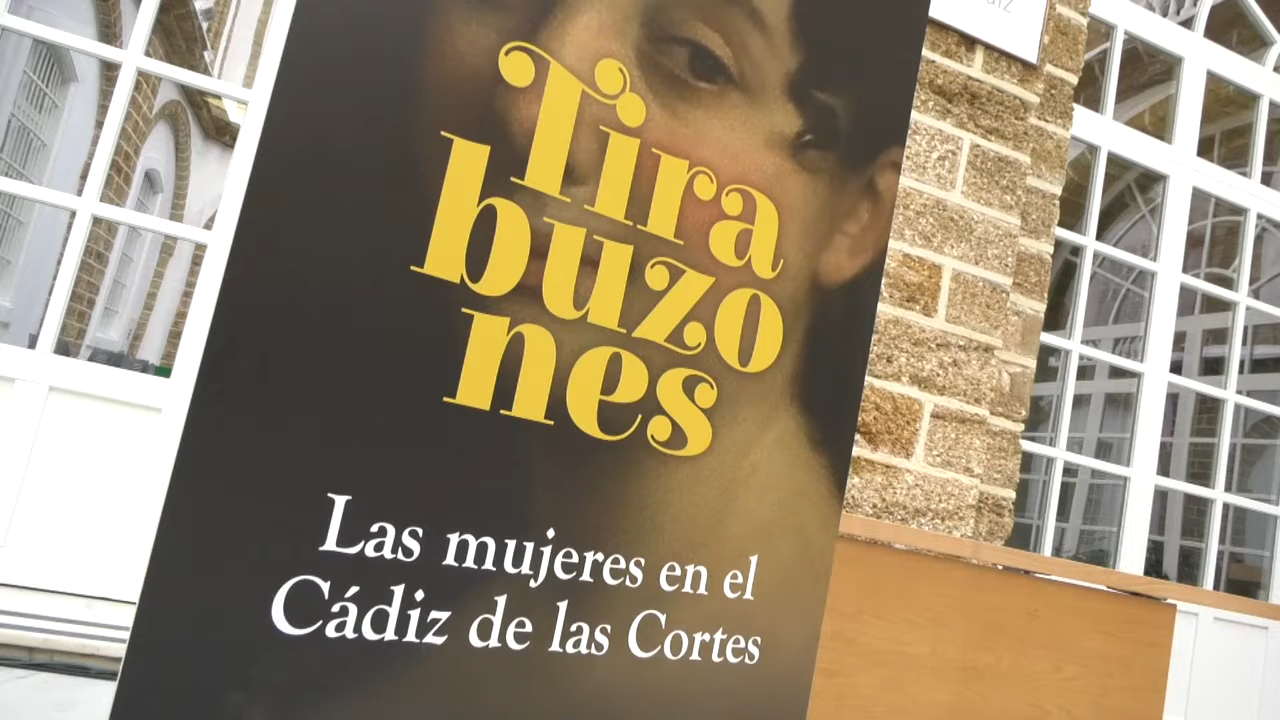 Tira
buzo
nes
Las mujeres en el
Cádiz de las Cortes